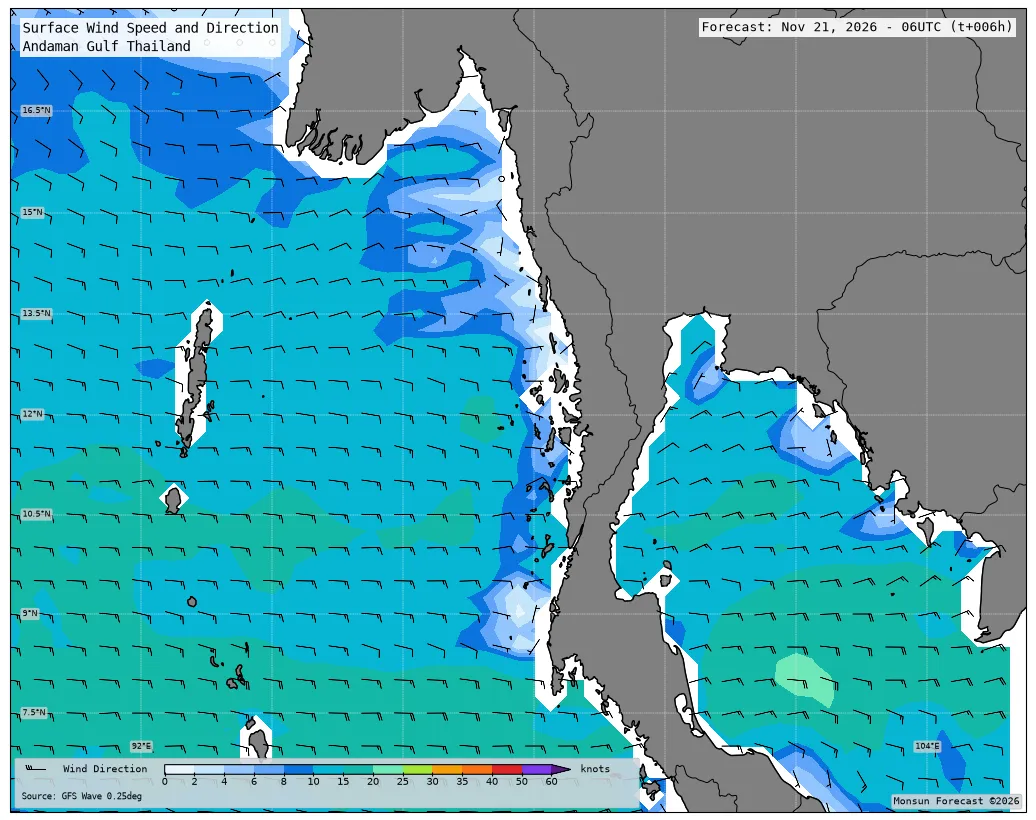 Surface Wind Speed and Direction
Andaman Gulf Thailand
Forecast: Nov 21, 2026 - 06UTC (t+006h)
16.5°N
15°N
13.5°N
12°N
10.5°N
9°N
7.5°N
92°E
104°E
Wind Direction
0 2 4 6 8 10 15 20 25 30 35 40 50 60
knots
Source: GFS Wave 0.25deg
Monsun Forecast ©2026